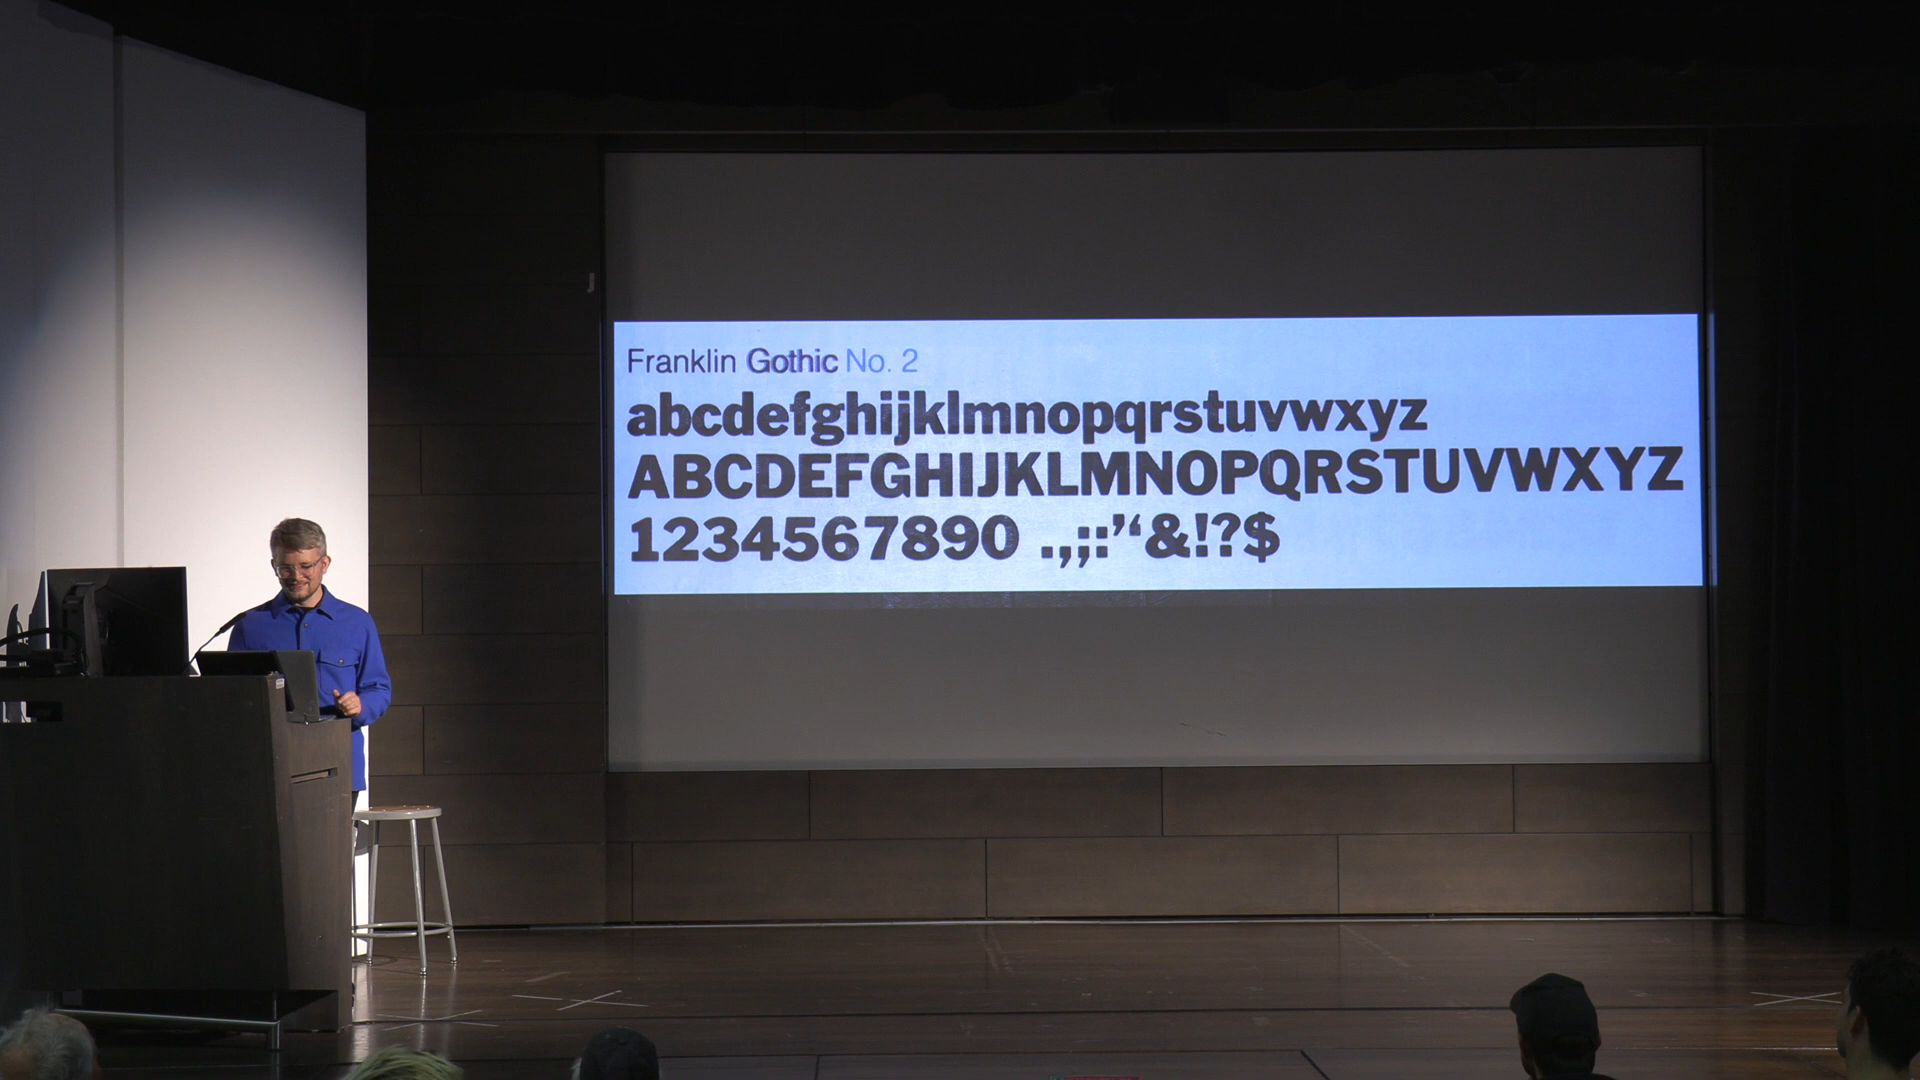 Franklin Gothic No. 2
abcdefghijklmnopqrstuvwxyz
ABCDEFGHIJKLMNOPQRSTUVWXYZ
1234567890 .,;:’‘&!?$